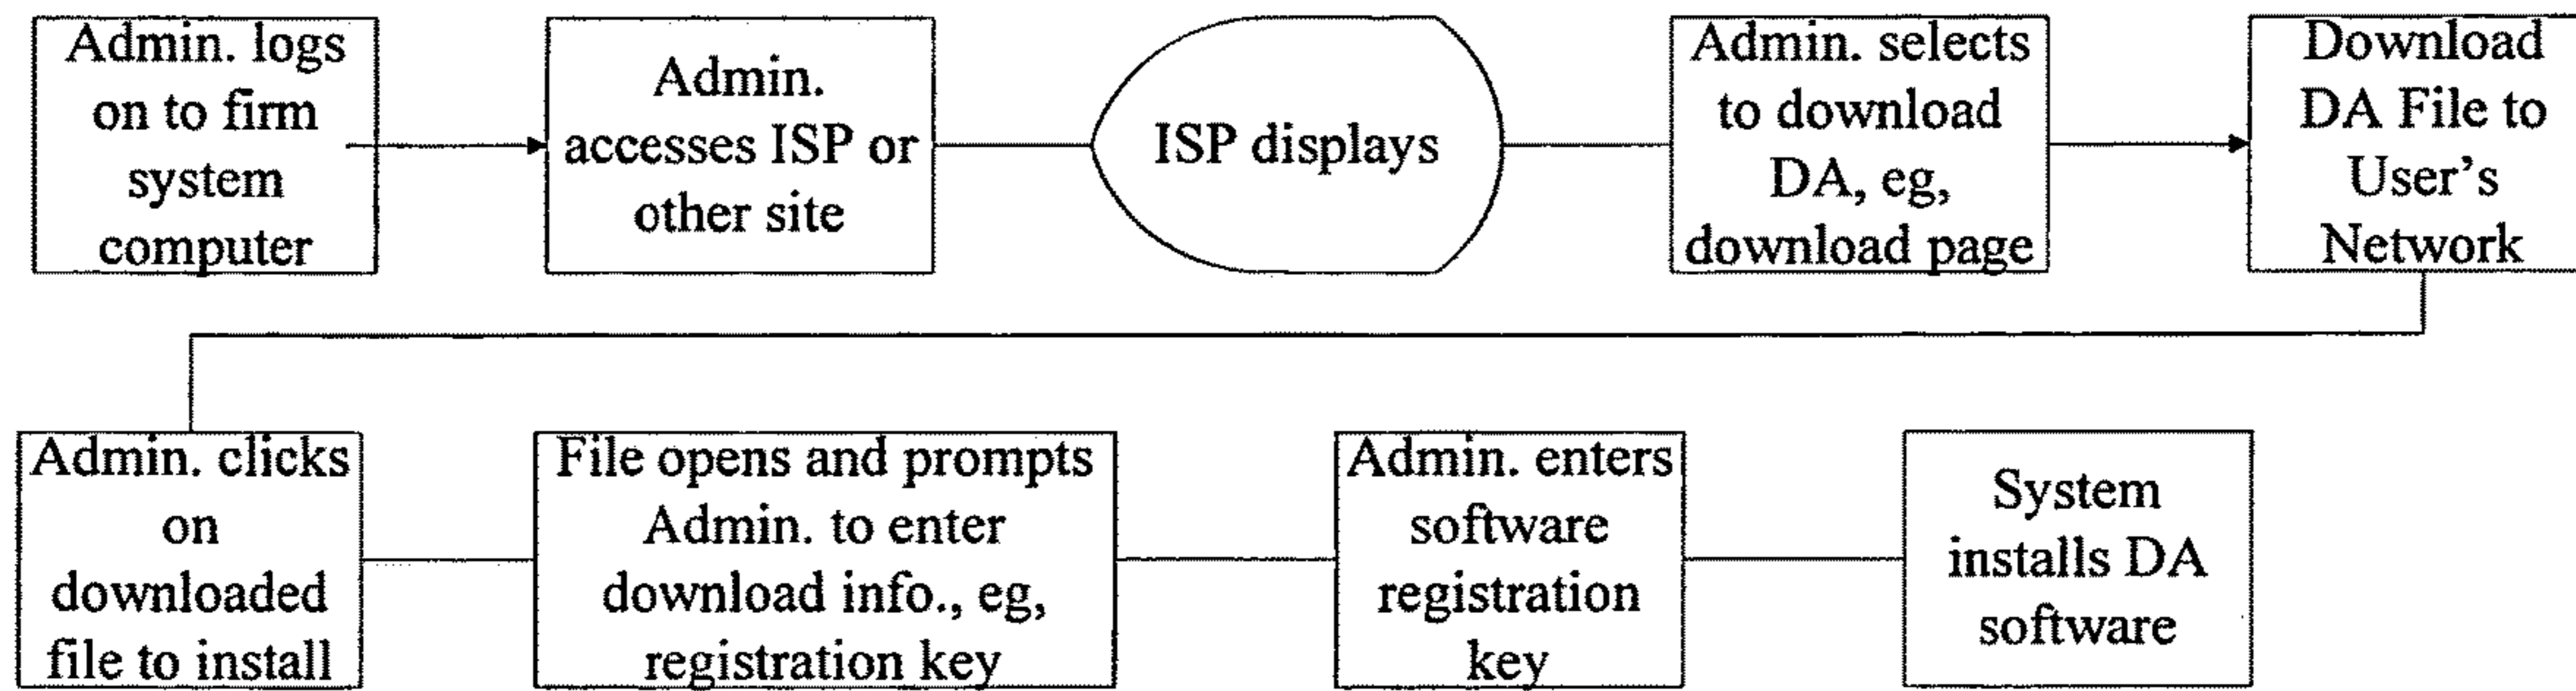 Admin. logs
on to firm
system
computer
Admin.
accesses ISP or
other site
ISP displays
Admin. selects
to download
DA, eg,
download page
Download
DA File to
User's
Network
Admin. clicks
on
downloaded
file to install
File opens and prompts
Admin. to enter
download info., eg,
registration key
Admin. enters
software
registration
key
System
installs DA
software